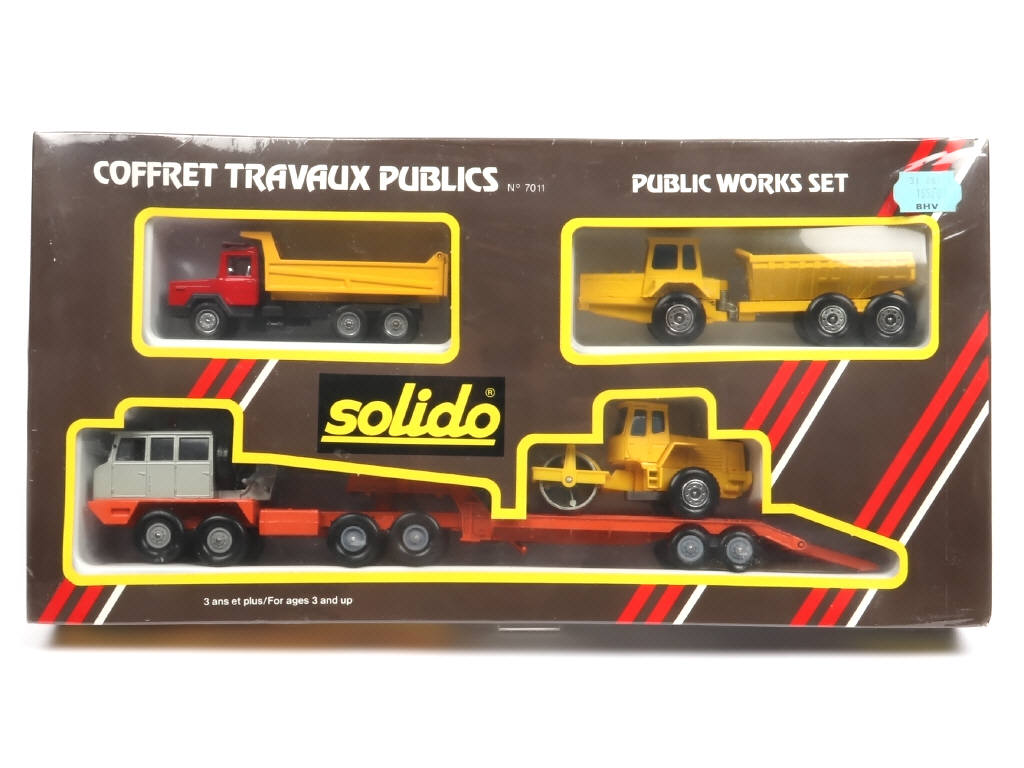 COFFRET TRAVAUX PUBLICS N° 7011
PUBLIC WORKS SET
BHV
solido®
3 ans et plus/For ages 3 and up